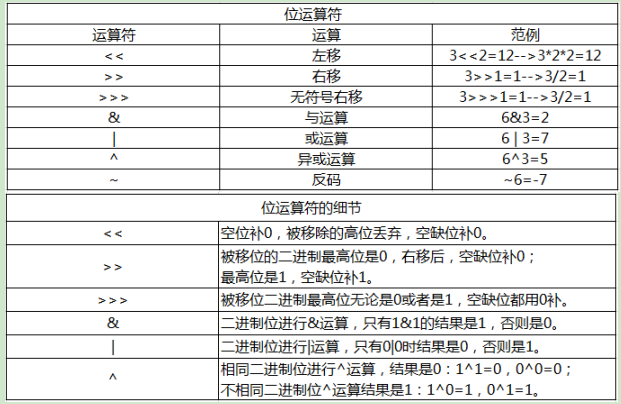 位运算符
运算符 运算 范例
<< 左移 3<<2=12-->3*2*2=12
>> 右移 3>>1=1-->3/2=1
>>> 无符号右移 3>>>1=1-->3/2=1
& 与运算 6&3=2
| 或运算 6|3=7
^ 异或运算 6^3=5
~ 反码 ~6=-7
位运算符的细节
<< 空位补0，被移除的高位丢弃，空缺位补0。
>> 被移位的二进制最高位是0，右移后，空缺位补0；
最高位是1，空缺位补1。
>>> 被移位二进制最高位无论是0或者是1，空缺位都用0补。
& 二进制位进行&运算，只有1&1的结果是1，否则是0。
| 二进制位进行|运算，只有0|0时结果是0，否则是1。
^ 相同二进制位进行^运算，结果是0：1^1=0，0^0=0；
不相同二进制位^运算结果是1：1^0=1，0^1=1。